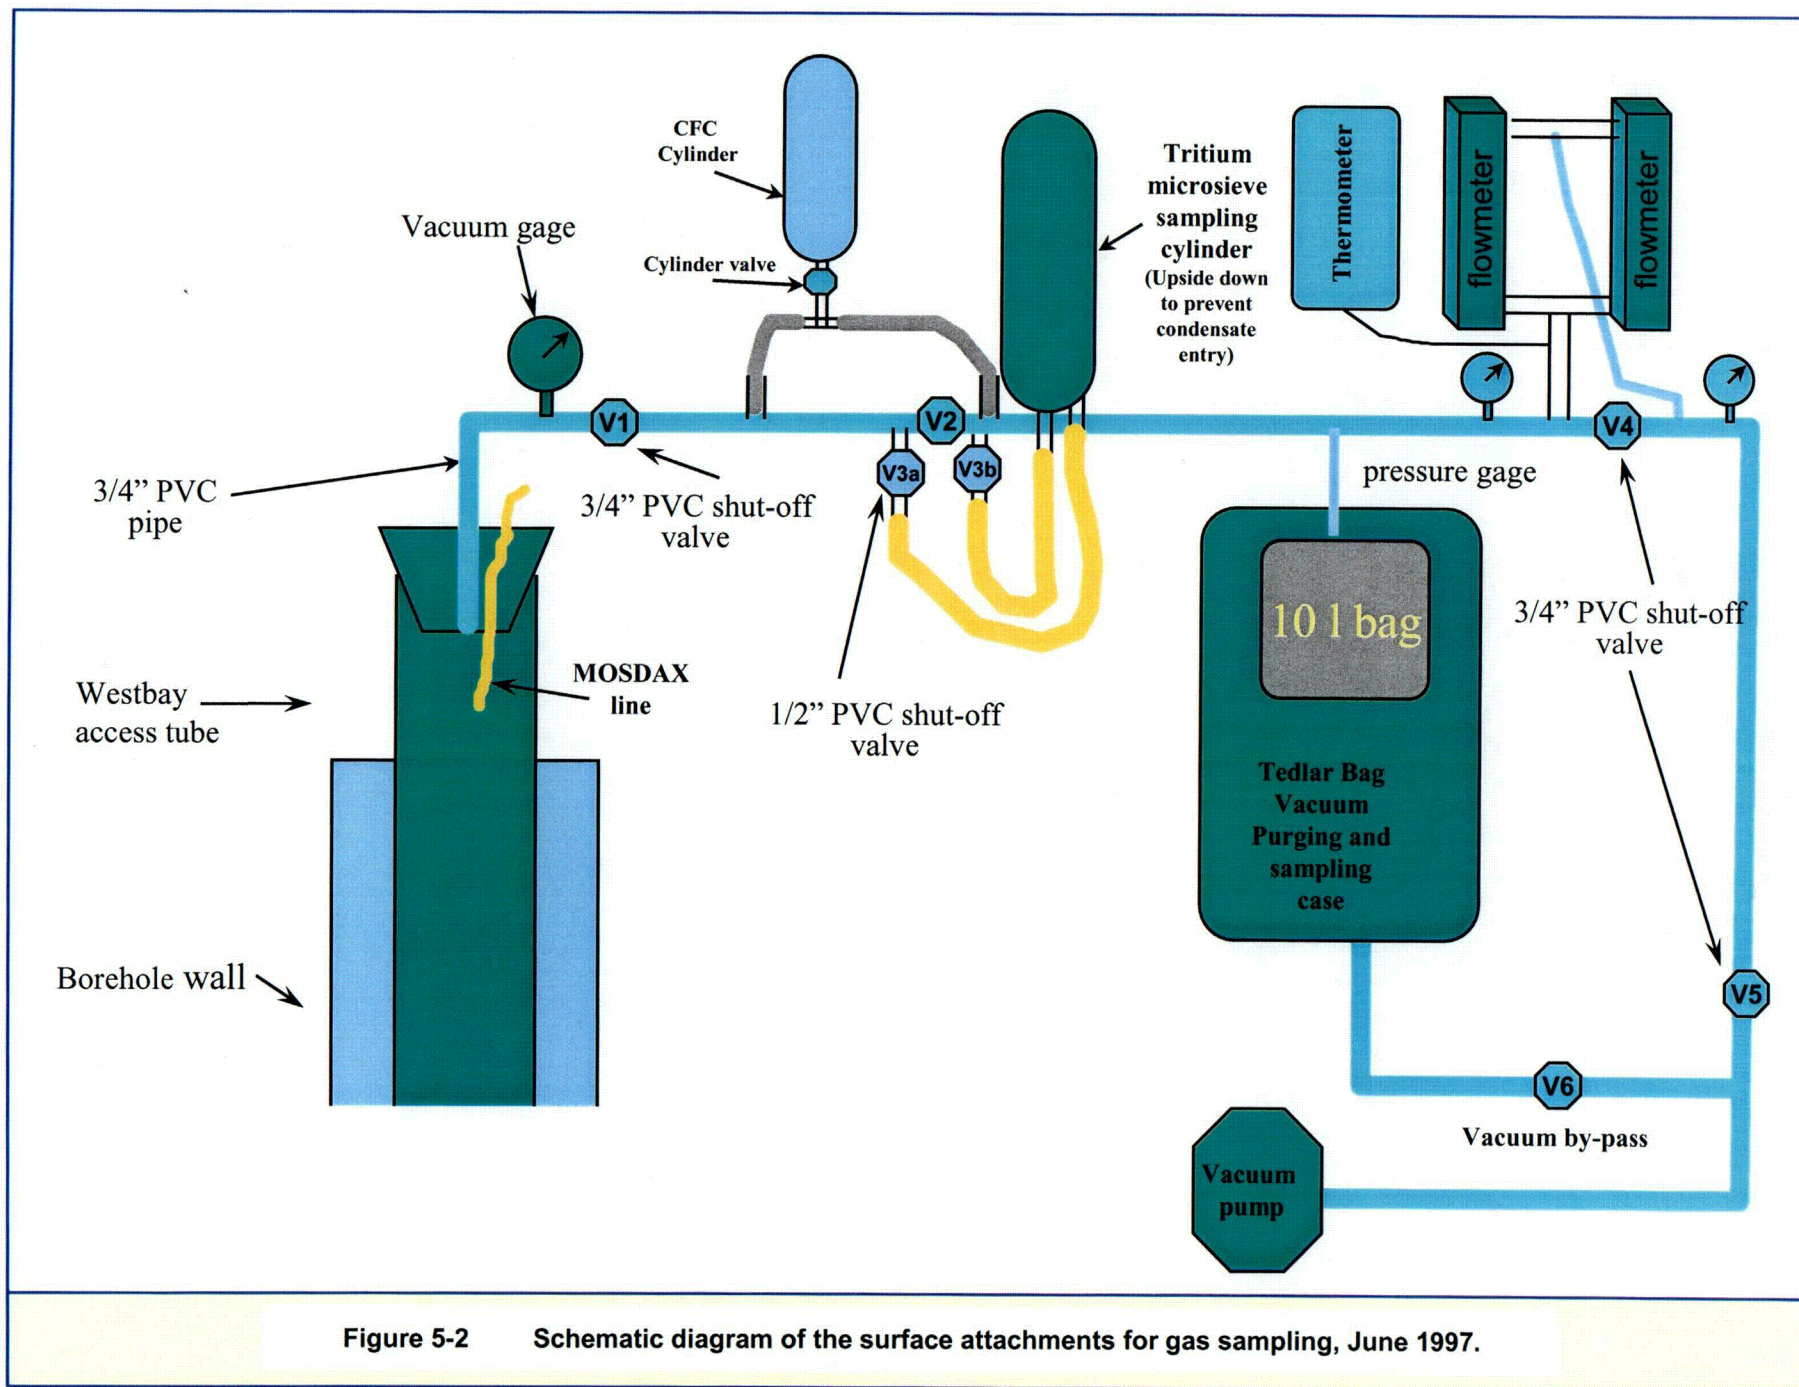 CFC
Cylinder
Vacuum gage
Cylinder valve
Tritium
microsieve
sampling
cylinder
(Upside down
to prevent
condensate
entry)
Thermometer
flowmeter
flowmeter
V1
V2
V3a
V3b
V4
3/4” PVC
pipe
3/4” PVC shut-off
valve
pressure gage
10 l bag
3/4” PVC shut-off
valve
MOSDAX
line
Westbay
access tube
1/2” PVC shut-off
valve
Tedlar Bag
Vacuum
Purging and
sampling
case
Borehole wall
V5
V6
Vacuum by-pass
Vacuum
pump
Figure 5-2 Schematic diagram of the surface attachments for gas sampling, June 1997.